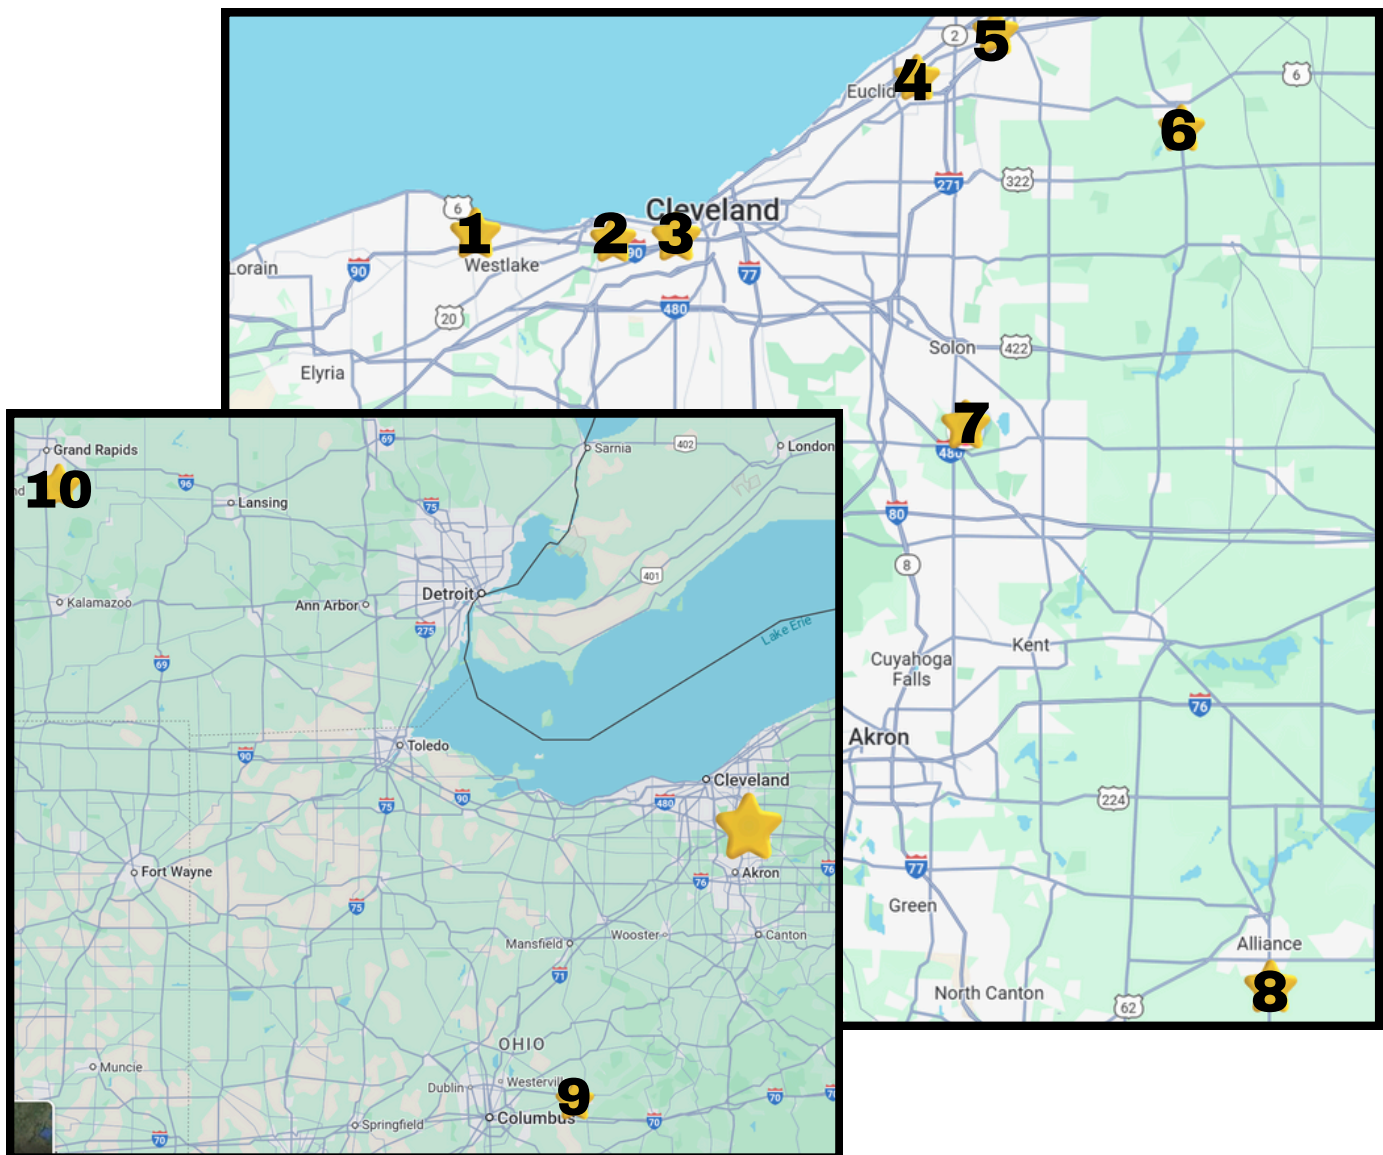 2
5
4
Euclid
6
6
271
322
6
Cleveland
1
2
3
90
Lorain
90
Westlake
77
20
480
Solon
422
Elyria
7
480
80
8
Kent
Cuyahoga
Falls
76
Akron
224
77
Green
Alliance
North Canton
62
8
69
Sarnia
402
London
Grand Rapids
10
96
Lansing
75
401
Detroit
Kalamazoo
Ann Arbor
275
Lake Erie
69
Toledo
90
75
90
480
Cleveland
Fort Wayne
76
Akron
76
75
Mansfield
Wooster
Canton
71
OHIO
Muncie
Dublin
Westervill
9
70
70
Columbus
70
Springfield
70